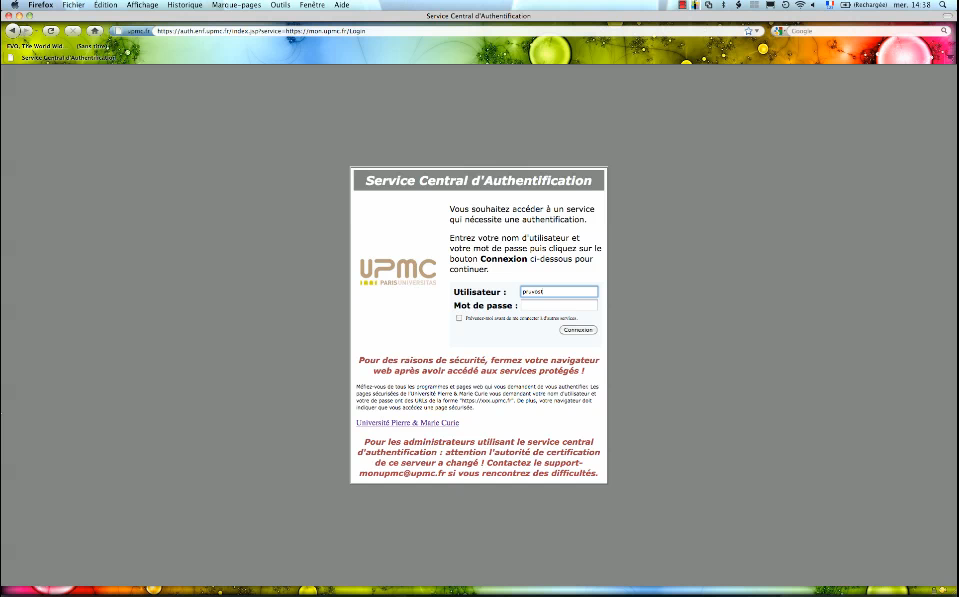 Firefox Fichier Édition Affichage Historique Marque-pages Outils Fenêtre Aide (Rechargée) mer. 14:38
Service Central d'Authentification
upmc.fr https://auth.enf.upmc.fr/index.jsp?service=https://mon.upmc.fr/Login Google
EVO, The World Wid... (Sans titre)
Service Central d'Authentification
Service Central d'Authentification
Vous souhaitez accéder à un service
qui nécessite une authentification.
Entrez votre nom d'utilisateur et
votre mot de passe puis cliquez sur le
bouton Connexion ci-dessous pour
continuer.
UPMC
PARIS UNIVERSITAS
Utilisateur : pruvost
Mot de passe :
Prévenez-moi avant de me connecter à d'autres services.
Connexion
Pour des raisons de sécurité, fermez votre navigateur
web après avoir accédé aux services protégés !
Méfiez-vous de tous les programmes et pages web qui vous demandent de vous authentifier. Les
pages sécurisées de l'Université Pierre & Marie Curie vous demandant votre nom d'utilisateur et
votre de passe ont des URLs de la forme "https://xxx.upmc.fr". De plus, votre navigateur doit
indiquer que vous accédez une page sécurisée.
Université Pierre & Marie Curie
Pour les administrateurs utilisant le service central
d'authentification : attention l'autorité de certification
de ce serveur a changé ! Contactez le support-
monupmc@upmc.fr si vous rencontrez des difficultés.